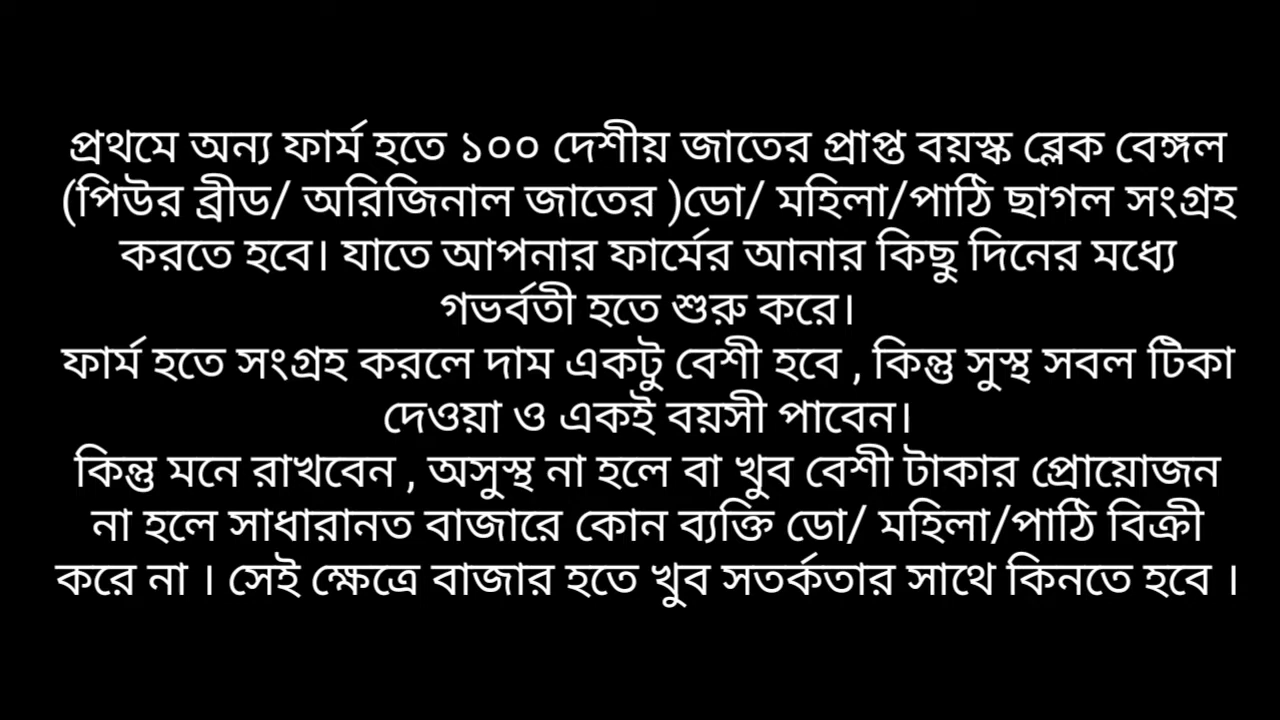 প্রথমে অন্য ফার্ম হতে ১০০ দেশীয় জাতের প্রাপ্ত বয়স্ক ব্লেক বেঙ্গল
(পিউর ব্রীড/ অরিজিনাল জাতের )ডো/ মহিলা/পাঠি ছাগল সংগ্রহ
করতে হবে। যাতে আপনার ফার্মের আনার কিছু দিনের মধ্যে
গভর্বতী হতে শুরু করে।
ফার্ম হতে সংগ্রহ করলে দাম একটু বেশী হবে , কিন্তু সুস্থ সবল টিকা
দেওয়া ও একই বয়সী পাবেন।
কিন্তু মনে রাখবেন , অসুস্থ না হলে বা খুব বেশী টাকার প্রোয়োজন
না হলে সাধারানত বাজারে কোন ব্যক্তি ডো/ মহিলা/পাঠি বিক্রী
করে না । সেই ক্ষেত্রে বাজার হতে খুব সতর্কতার সাথে কিনতে হবে ।